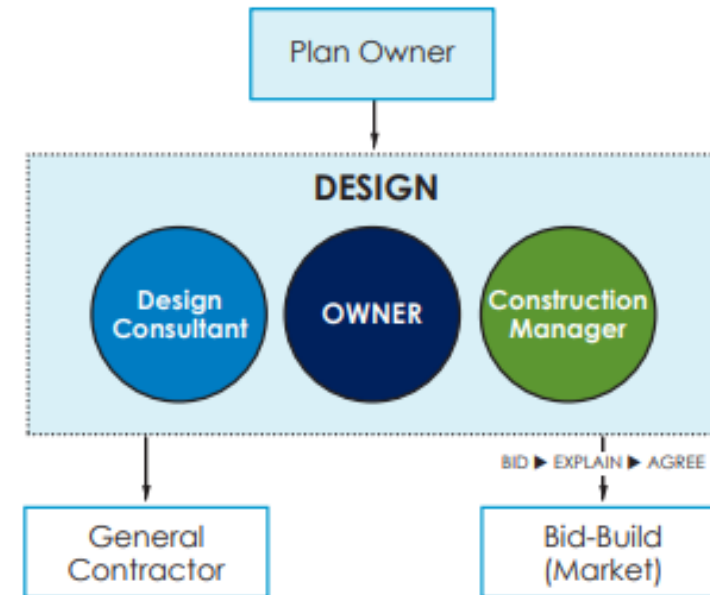 Plan Owner
DESIGN
Design
Consultant
OWNER
Construction
Manager
BID ▶ EXPLAIN ▶ AGREE
General
Contractor
Bid-Build
(Market)